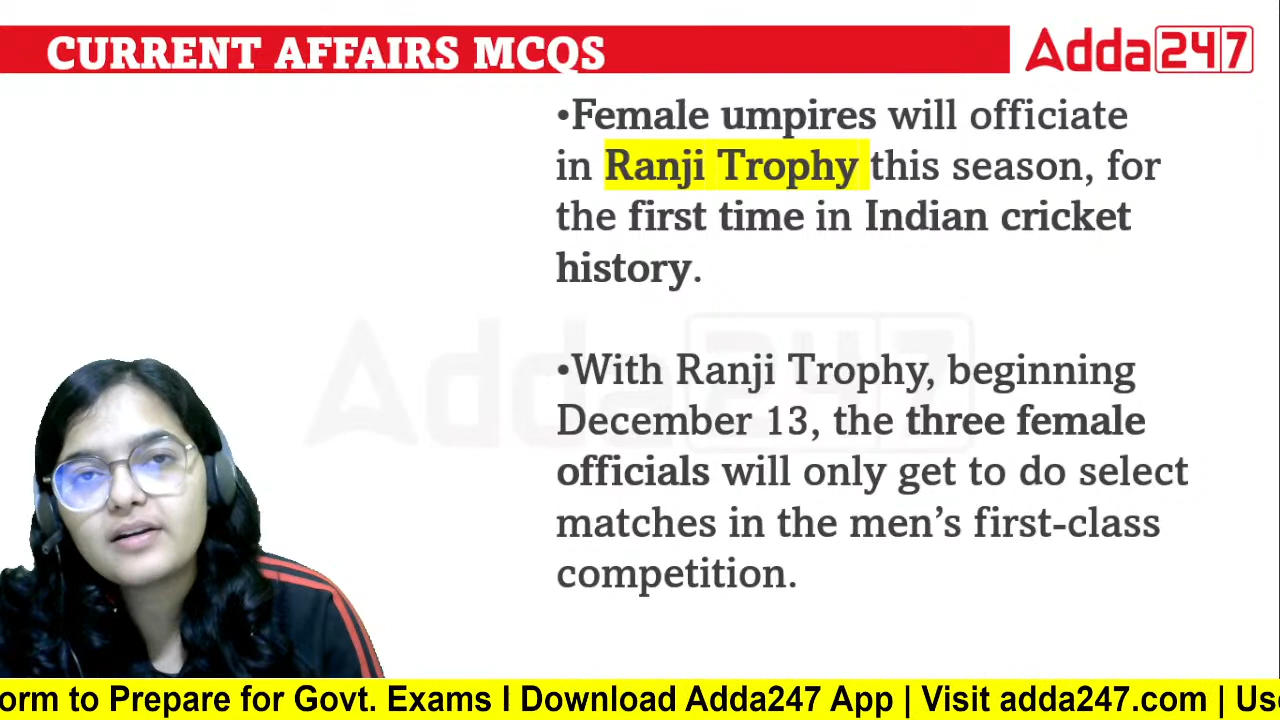 CURRENT AFFAIRS MCQS
Adda247
•Female umpires will officiate
in Ranji Trophy this season, for
the first time in Indian cricket
history.
Adda247
•With Ranji Trophy, beginning
December 13, the three female
officials will only get to do select
matches in the men’s first-class
competition.
orm to Prepare for Govt. Exams I Download Adda247 App | Visit adda247.com | Us